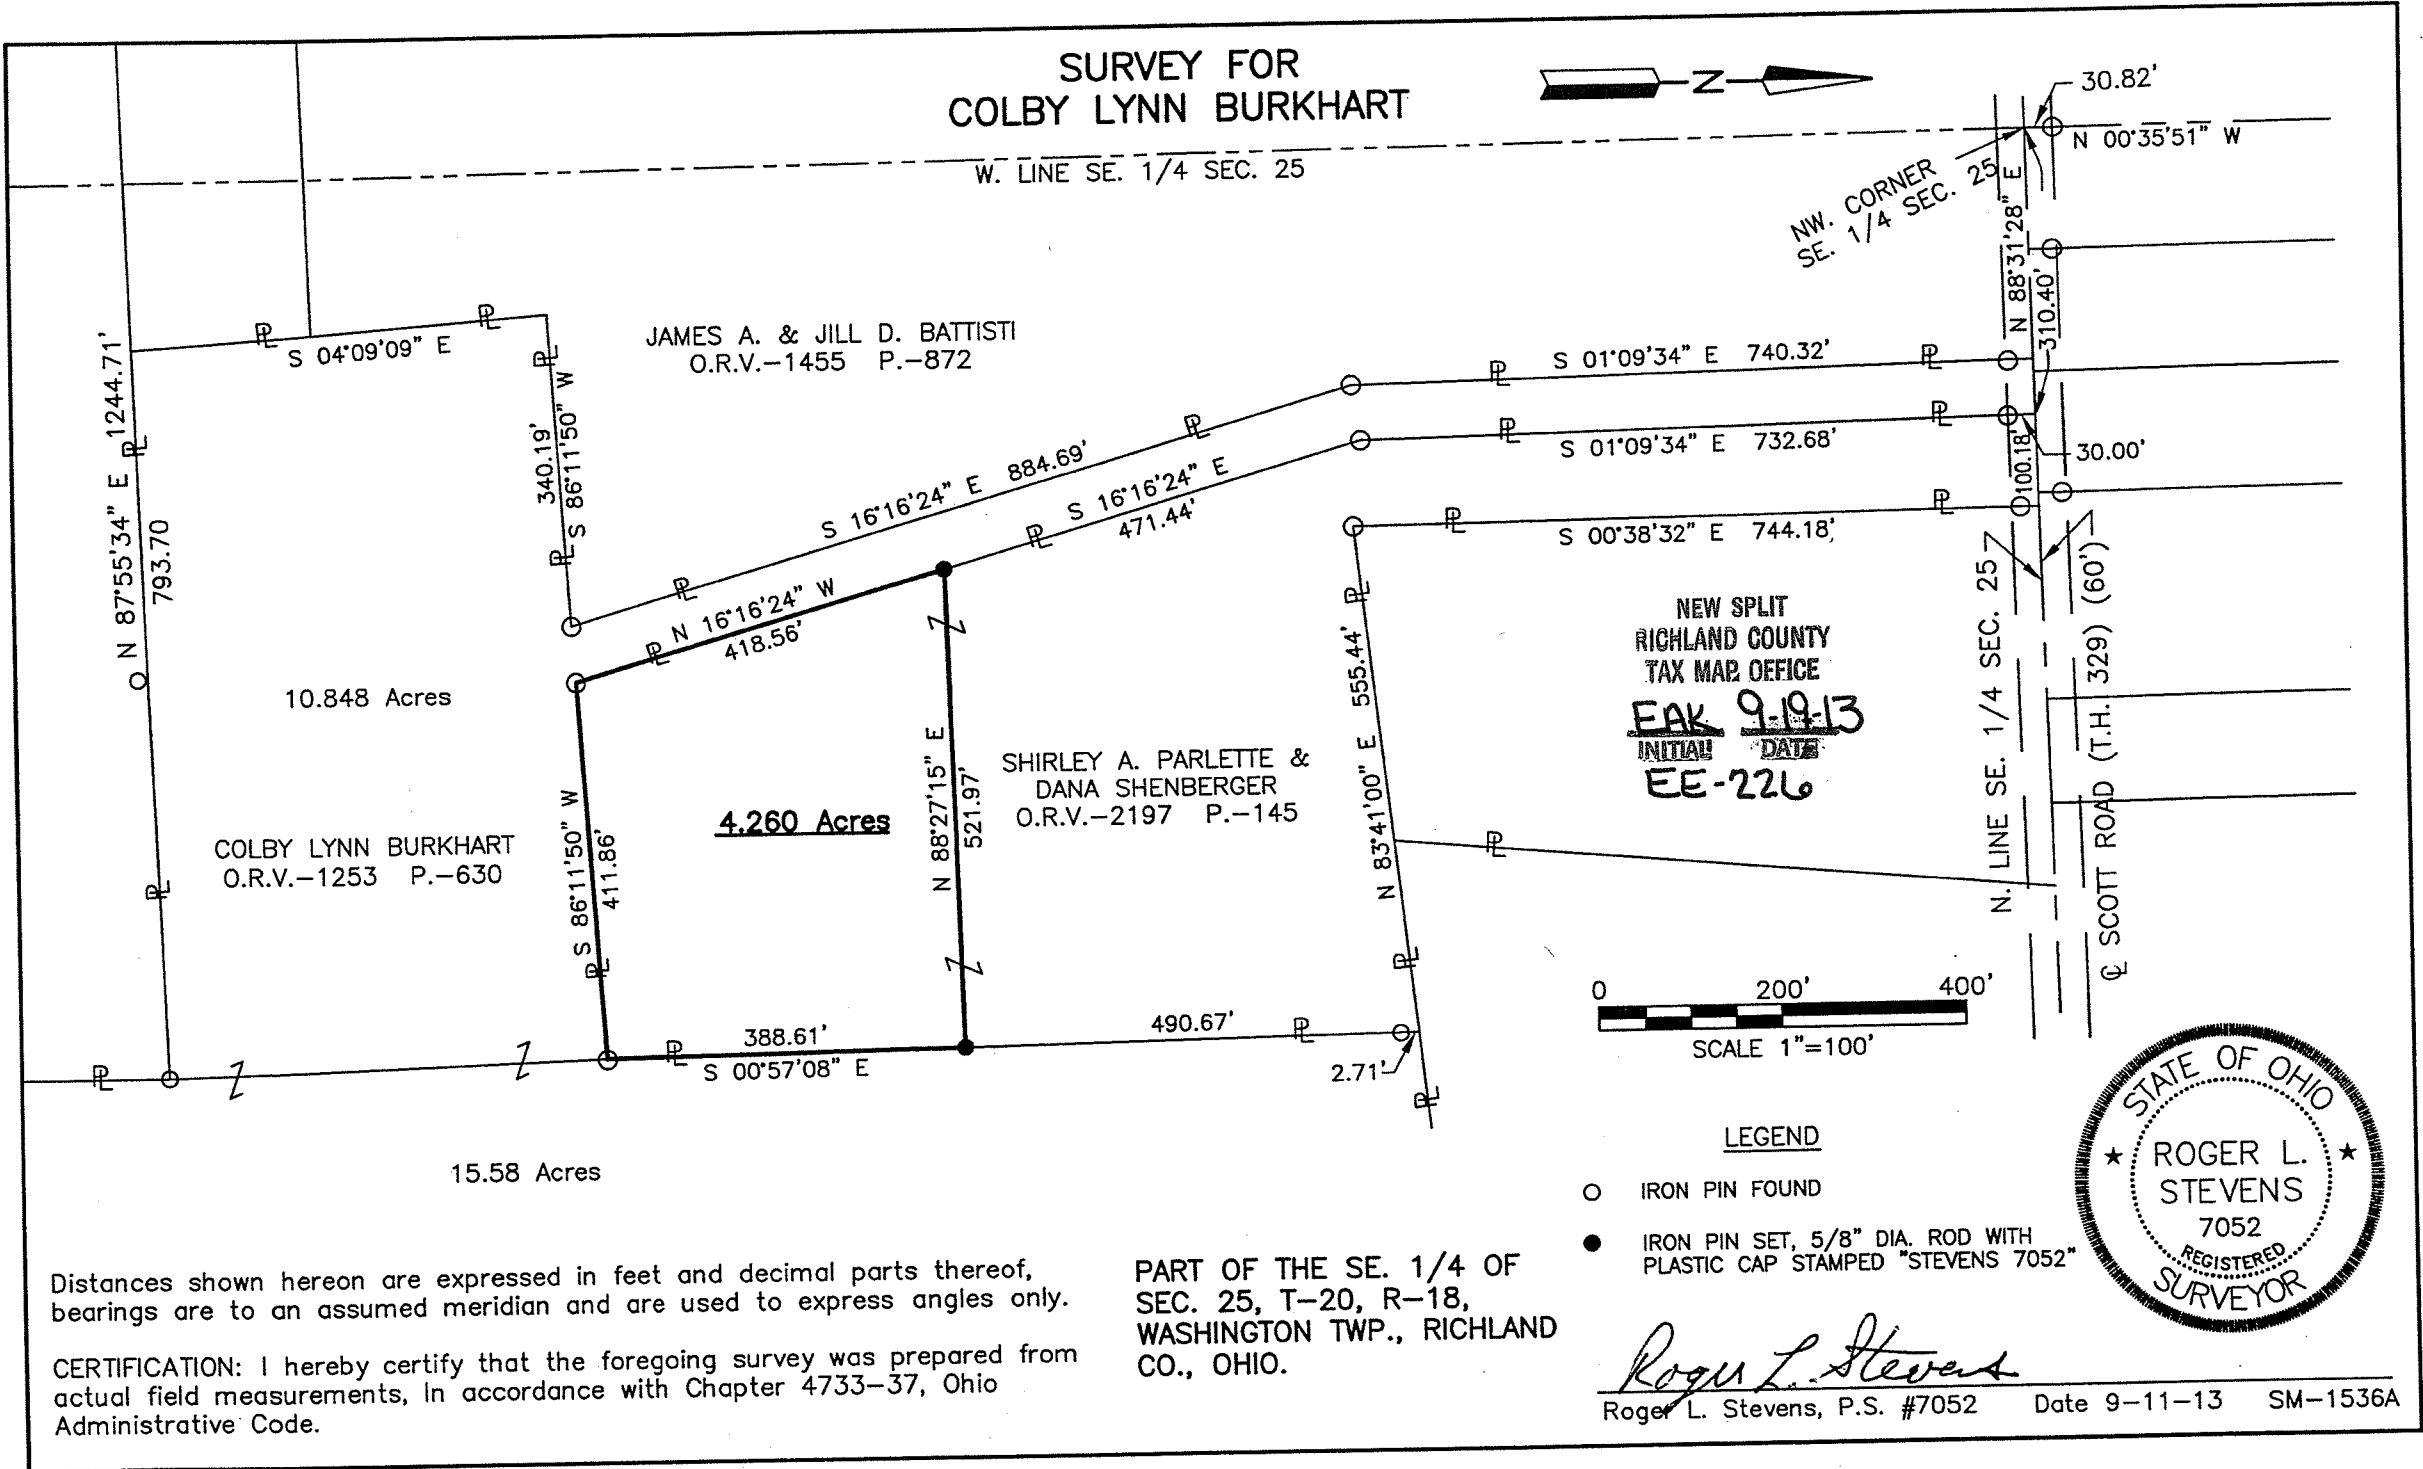 SURVEY FOR
COLBY LYNN BURKHART
N
30.82'
N 00°35'51" W
W. LINE SE. 1/4 SEC. 25
NW. CORNER
SE. 1/4 SEC. 25
N 88°31'28" E
310.40'
JAMES A. & JILL D. BATTISTI
O.R.V.-1455 P.-872
S 04°09'09" E
N 87°55'34" E 1244.71'
793.70
340.19'
S 86°11'50" W
S 16°16'24" E 884.69'
S 01°09'34" E 740.32'
S 16°16'24" E
471.44'
S 01°09'34" E 732.68'
100.18'
30.00'
S 00°38'32" E 744.18'
N 16°16'24" W
418.56'
NEW SPLIT
RICHLAND COUNTY
TAX MAP OFFICE
EAK 9-19-13
INITIAL DATE
EE-226
10.848 Acres
COLBY LYNN BURKHART
O.R.V.-1253 P.-630
S 86°11'50" W
411.86'
4.260 Acres
N 88°27'15" E
521.97'
SHIRLEY A. PARLETTE &
DANA SHENBERGER
O.R.V.-2197 P.-145
N 83°41'00" E 555.44'
N. LINE SE. 1/4 SEC. 25
℄ SCOTT ROAD (T.H. 329) (60')
388.61'
S 00°57'08" E
490.67'
2.71'
0 200' 400'
SCALE 1"=100'
15.58 Acres
LEGEND
IRON PIN FOUND
IRON PIN SET, 5/8" DIA. ROD WITH
PLASTIC CAP STAMPED "STEVENS 7052"
STATE OF OHIO
ROGER L.
STEVENS
7052
REGISTERED
SURVEYOR
Distances shown hereon are expressed in feet and decimal parts thereof,
bearings are to an assumed meridian and are used to express angles only.
CERTIFICATION: I hereby certify that the foregoing survey was prepared from
actual field measurements, In accordance with Chapter 4733-37, Ohio
Administrative Code.
PART OF THE SE. 1/4 OF
SEC. 25, T-20, R-18,
WASHINGTON TWP., RICHLAND
CO., OHIO.
Roger L. Stevens
Roger L. Stevens, P.S. #7052 Date 9-11-13 SM-1536A